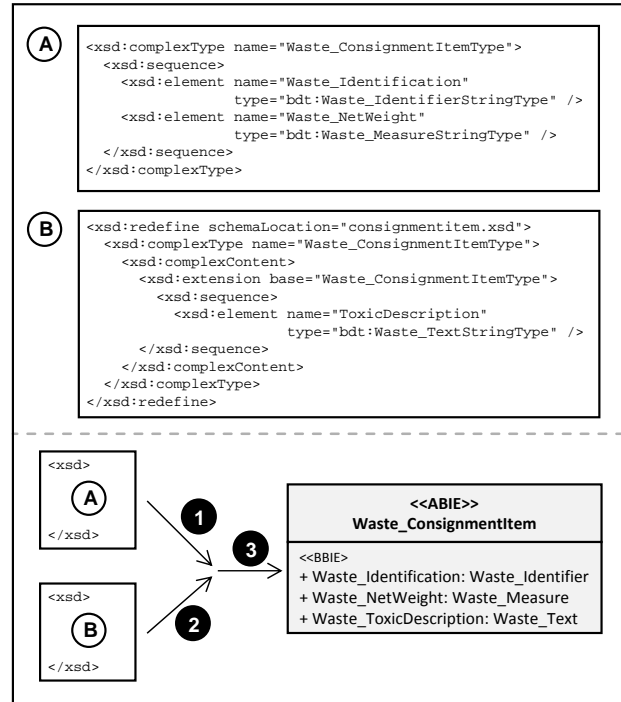 A
<xsd:complexType name="Waste_ConsignmentItemType">
  <xsd:sequence>
    <xsd:element name="Waste_Identification"
                 type="bdt:Waste_IdentifierStringType" />
    <xsd:element name="Waste_NetWeight"
                 type="bdt:Waste_MeasureStringType" />
  </xsd:sequence>
</xsd:complexType>
B
<xsd:redefine schemaLocation="consignmentitem.xsd">
  <xsd:complexType name="Waste_ConsignmentItemType">
    <xsd:complexContent>
      <xsd:extension base="Waste_ConsignmentItemType">
        <xsd:sequence>
          <xsd:element name="ToxicDescription"
                       type="bdt:Waste_TextStringType" />
      </xsd:sequence>
    </xsd:complexContent>
  </xsd:complexType>
</xsd:redefine>
<xsd>
A
</xsd>
1
3
2
<xsd>
B
</xsd>
<<ABIE>>
Waste_ConsignmentItem
<<BBIE>>
+ Waste_Identification: Waste_Identifier
+ Waste_NetWeight: Waste_Measure
+ Waste_ToxicDescription: Waste_Text